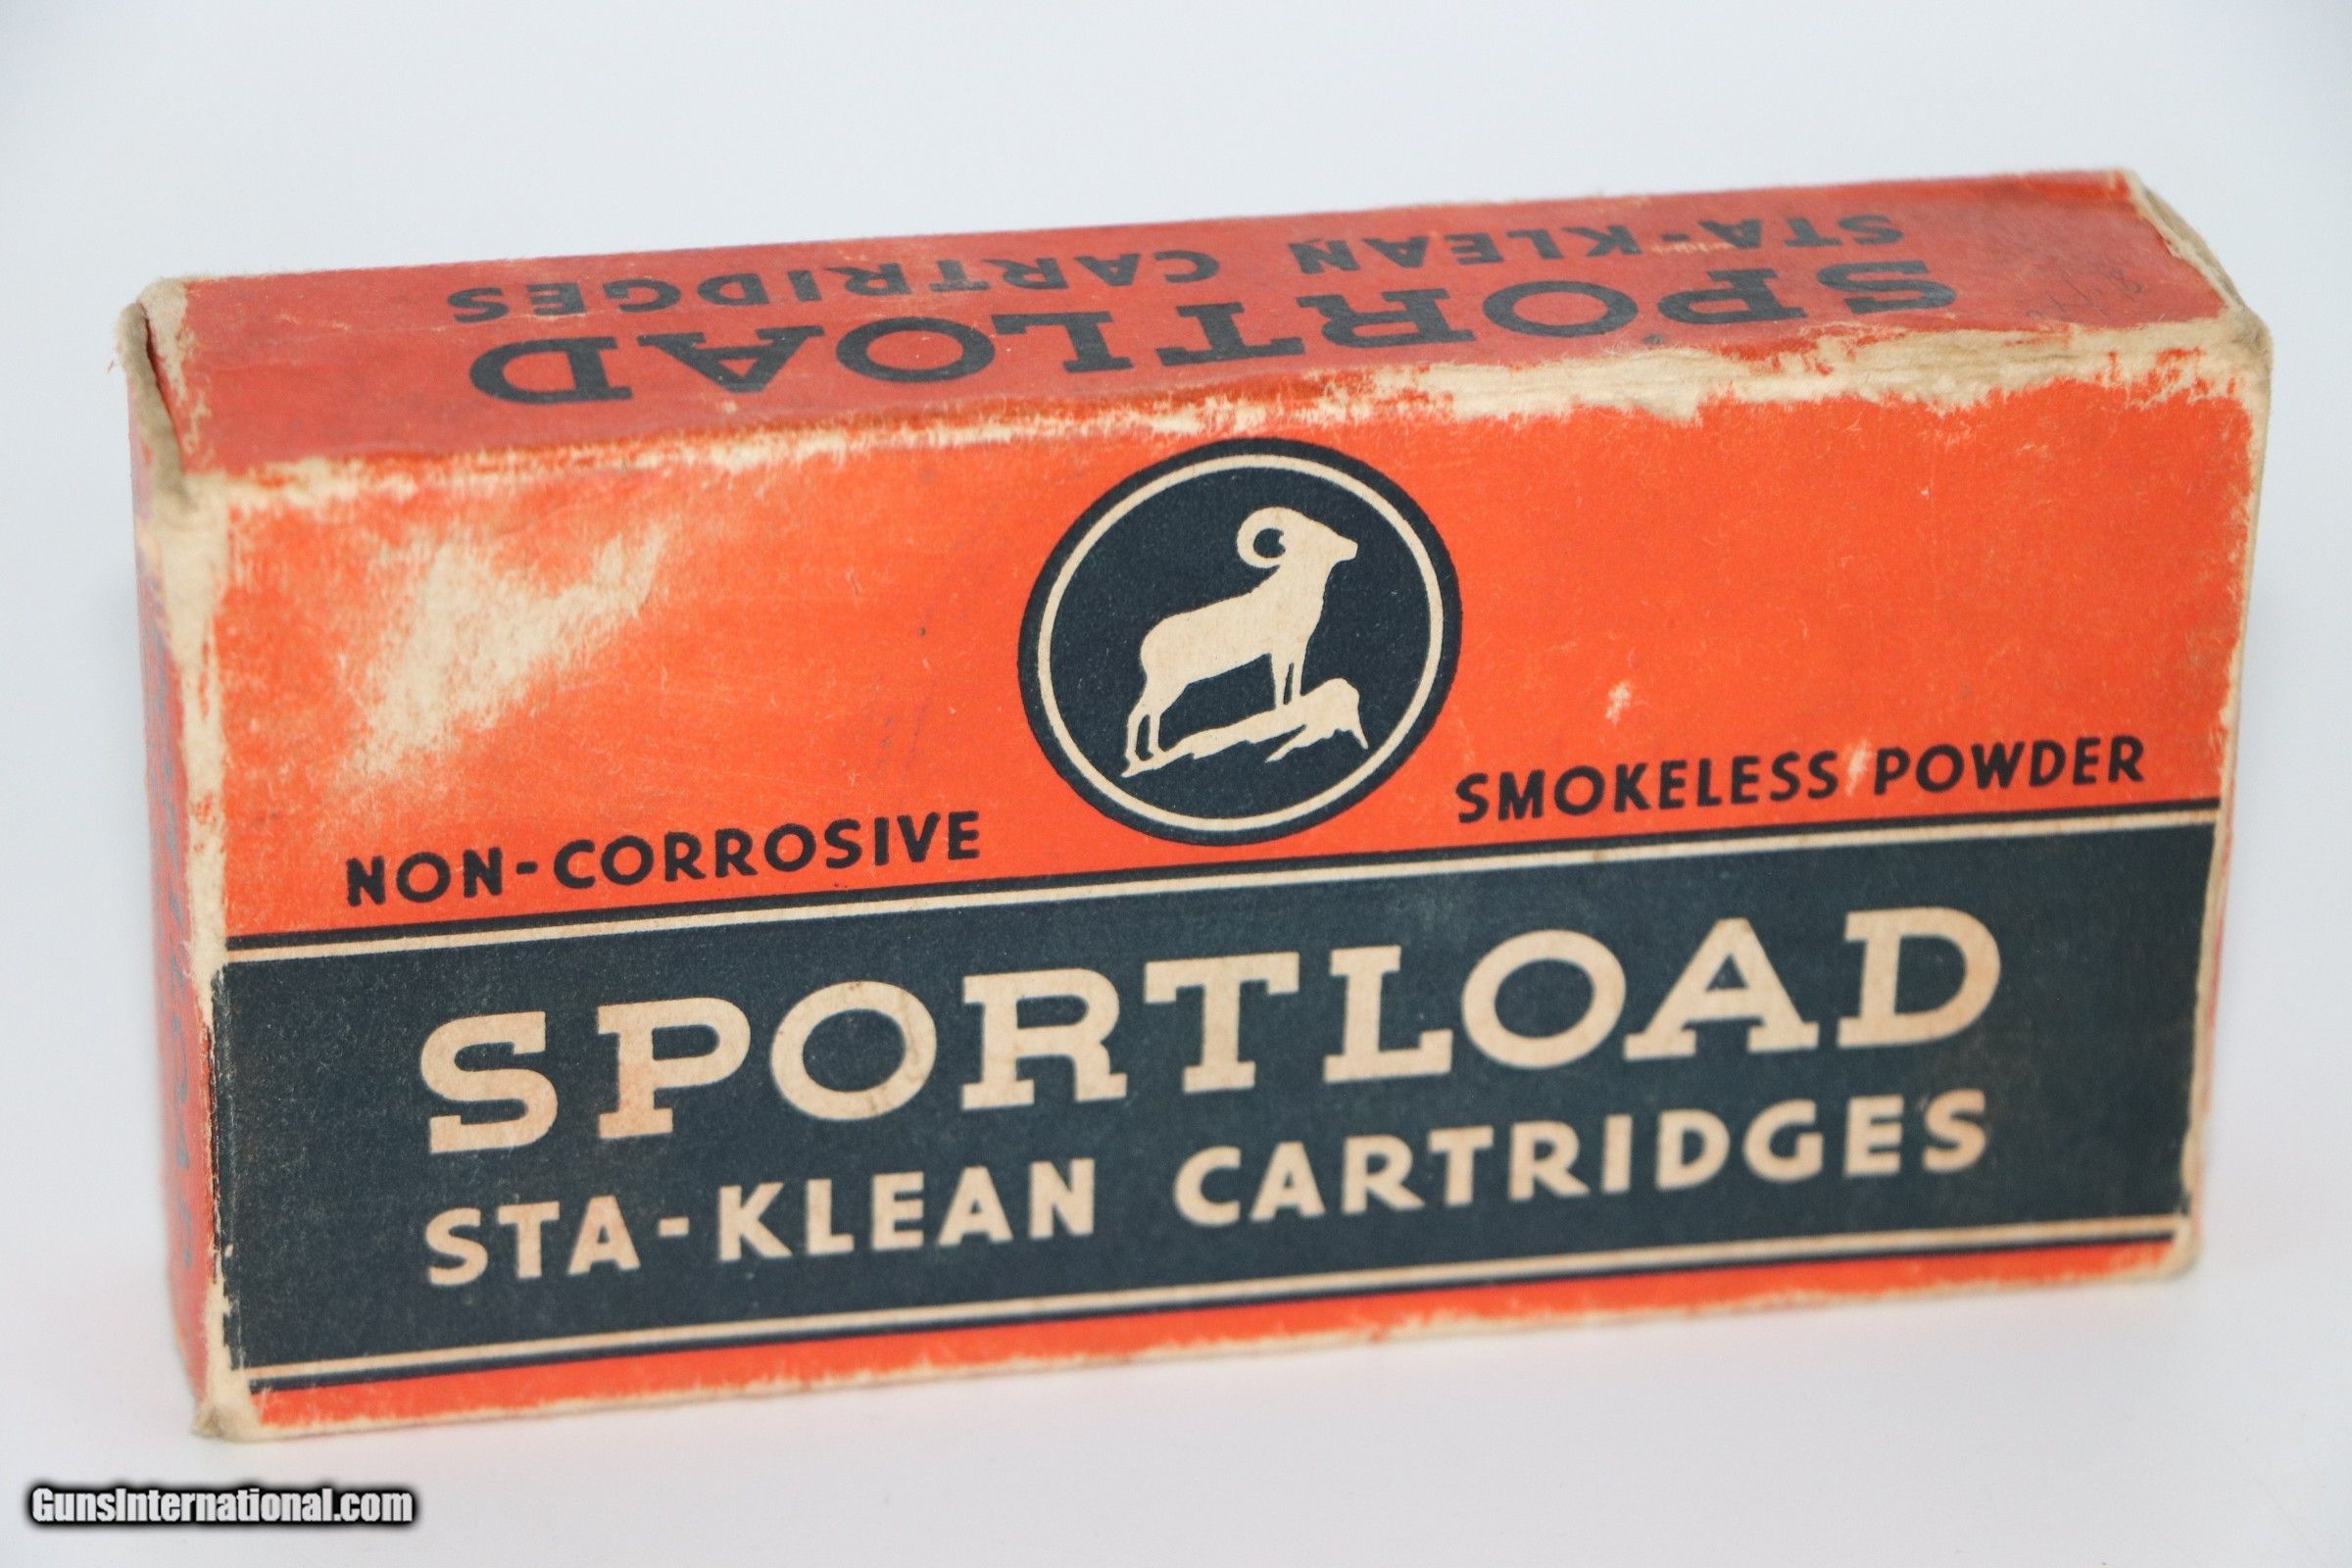 STA-KLEAN CARTRIDGES
SPORTLOAD
NON-CORROSIVE
SMOKELESS POWDER
SPORTLOAD
STA-KLEAN CARTRIDGES
GunsInternational.com